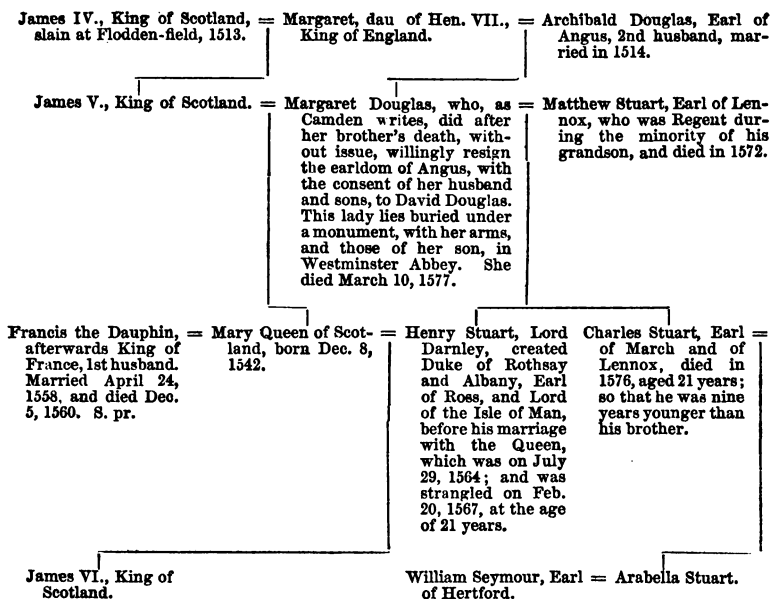 James IV., King of Scotland,
slain at Flodden-field, 1513.
=
Margaret, dau of Hen. VII.,
King of England.
=
Archibald Douglas, Earl of
Angus, 2nd husband, mar-
ried in 1514.
James V., King of Scotland.
=
Margaret Douglas, who, as
Camden writes, did after
her brother's death, with-
out issue, willingly resign
the earldom of Angus, with
the consent of her husband
and sons, to David Douglas.
This lady lies buried under
a monument, with her arms,
and those of her son, in
Westminster Abbey. She
died March 10, 1577.
=
Matthew Stuart, Earl of Len-
nox, who was Regent dur-
ing the minority of his
grandson, and died in 1572.
Francis the Dauphin,
afterwards King of
France, 1st husband.
Married April 24,
1558, and died Dec.
5, 1560. S. pr.
=
Mary Queen of Scot-
land, born Dec. 8,
1542.
=
Henry Stuart, Lord
Darnley, created
Duke of Rothsay
and Albany, Earl
of Ross, and Lord
of the Isle of Man,
before his marriage
with the Queen,
which was on July
29, 1564; and was
strangled on Feb.
20, 1567, at the age
of 21 years.
Charles Stuart, Earl
of March and of
Lennox, died in
1576, aged 21 years;
so that he was nine
years younger than
his brother.
=
James VI., King of
Scotland.
William Seymour, Earl
of Hertford.
=
Arabella Stuart.